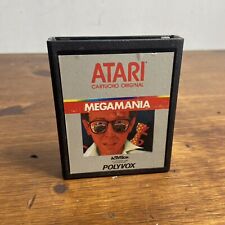 ATARI
CARTUCHO ORIGINAL
MEGAMANIA
ACTIVISION
POLYVOX